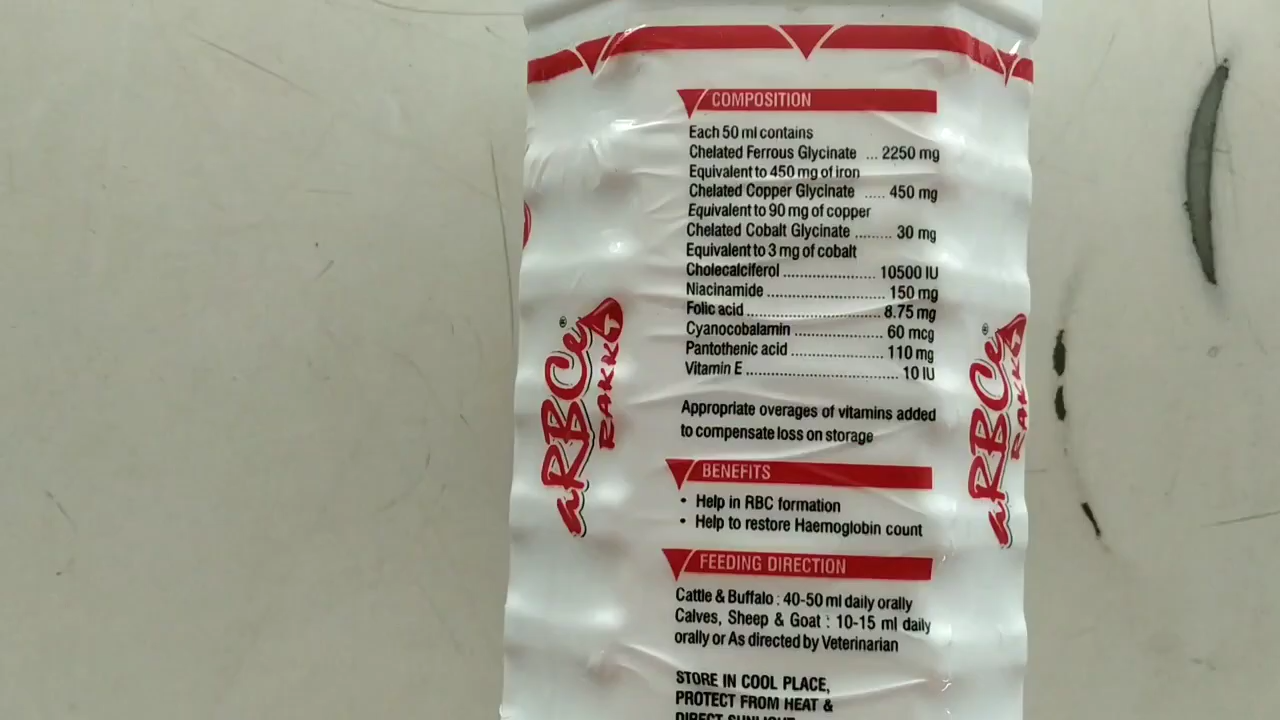 COMPOSITION
Each 50 ml contains
Chelated Ferrous Glycinate ... 2250 mg
Equivalent to 450 mg of iron
Chelated Copper Glycinate ..... 450 mg
Equivalent to 90 mg of copper
Chelated Cobalt Glycinate ......... 30 mg
Equivalent to 3 mg of cobalt
Cholecalciferol ....................... 10500 IU
Niacinamide ............................. 150 mg
Folic acid ................................. 8.75 mg
Cyanocobalamin ...................... 60 mcg
Pantothenic acid ....................... 110 mg
Vitamin E ...................................... 10 IU
Appropriate overages of vitamins added
to compensate loss on storage
BENEFITS
• Help in RBC formation
• Help to restore Haemoglobin count
FEEDING DIRECTION
Cattle & Buffalo : 40-50 ml daily orally
Calves, Sheep & Goat : 10-15 ml daily
orally or As directed by Veterinarian
STORE IN COOL PLACE,
PROTECT FROM HEAT &
DIRECT SUNLIGHT
aRBCe®
RAKKT
aRBCe®
RAKKT